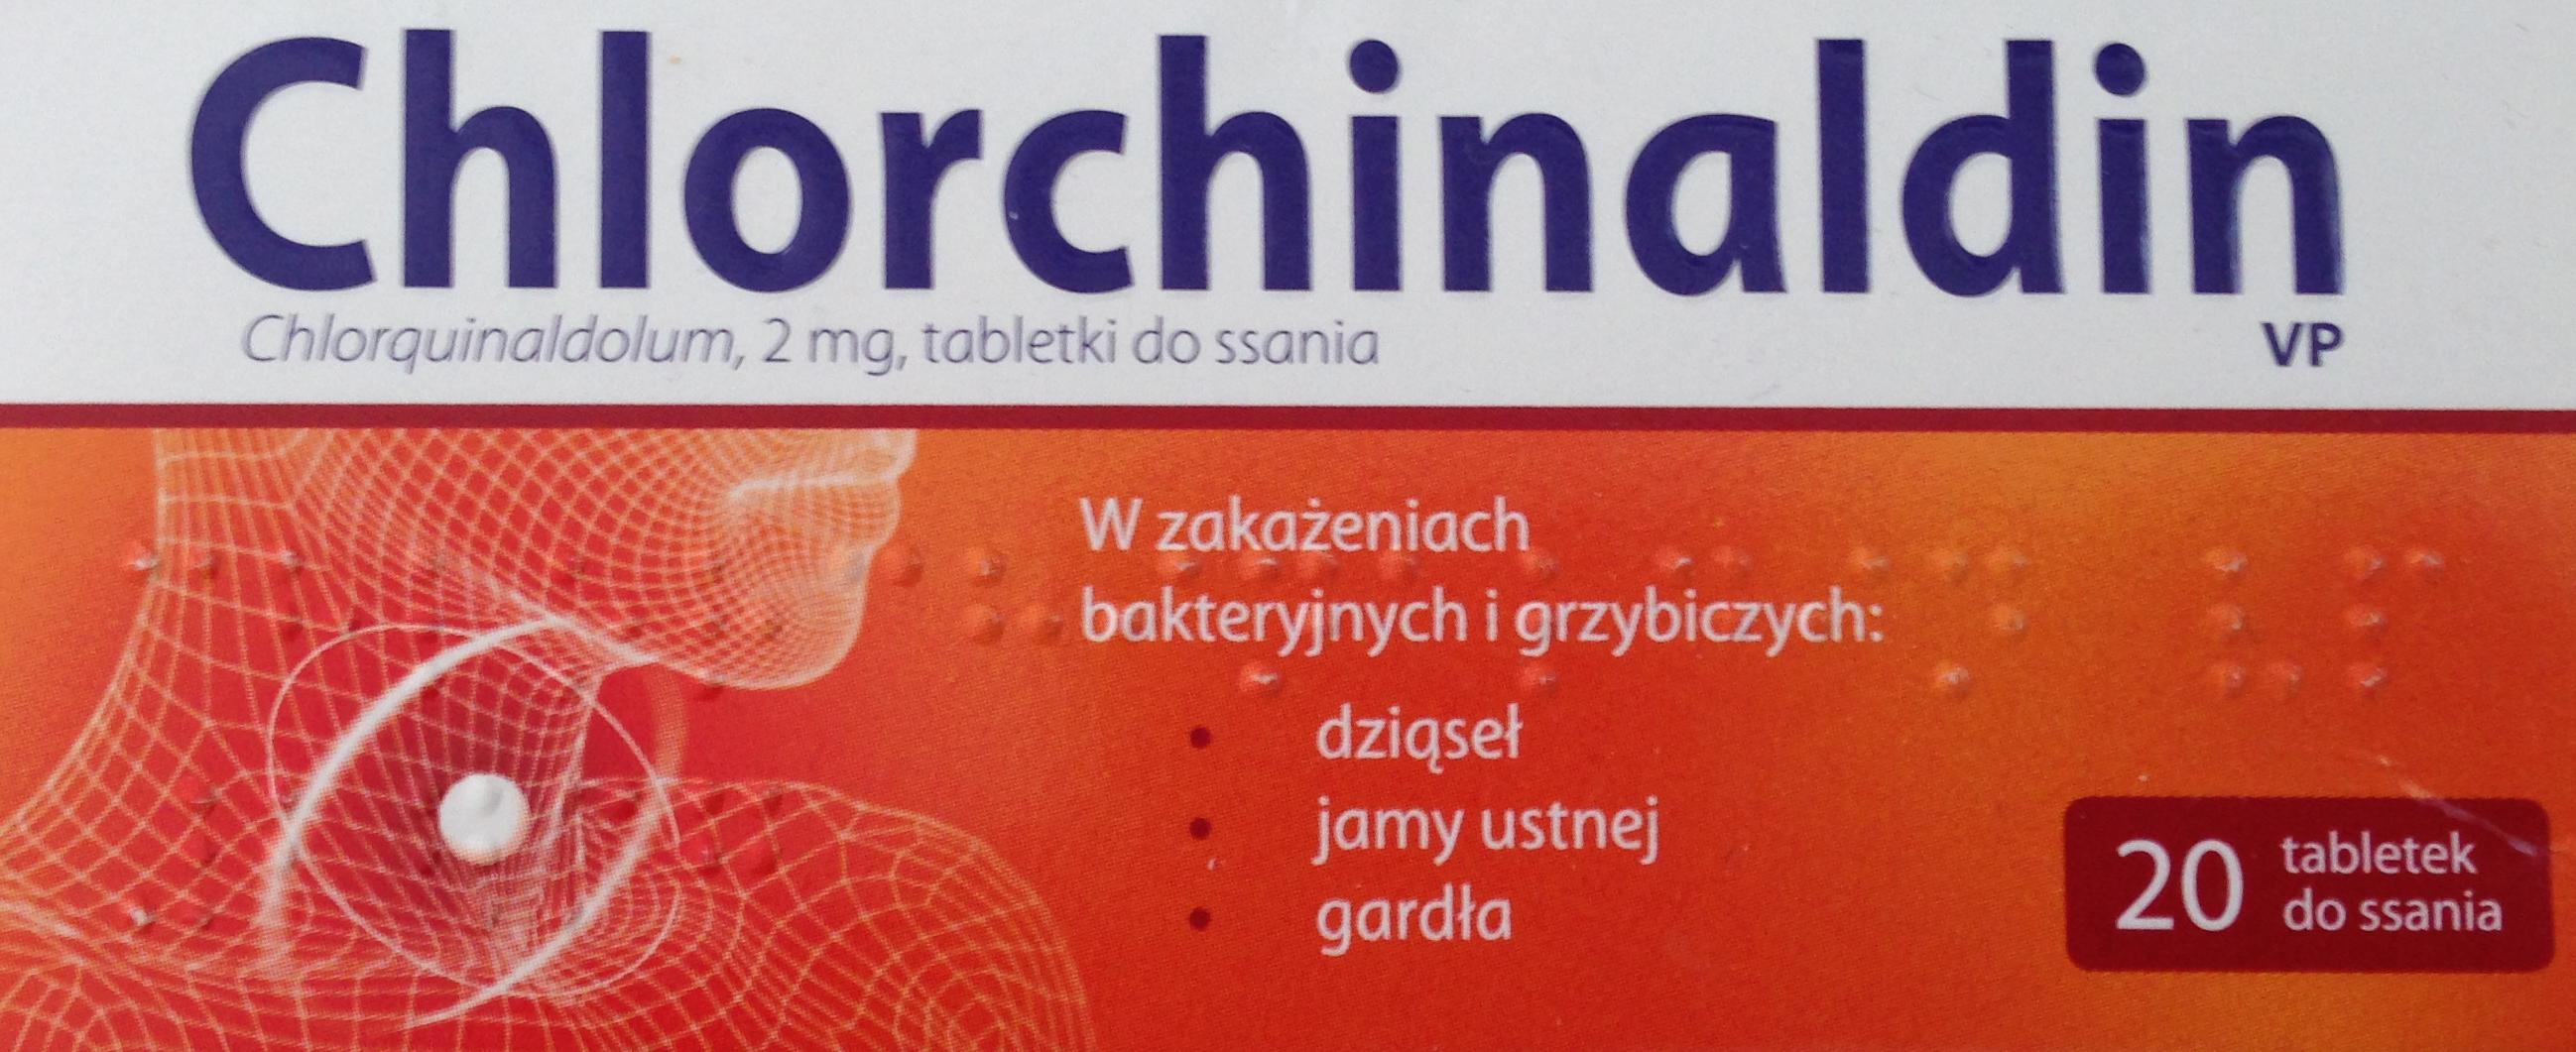 Chlorchinaldin
VP
Chlorquinaldolum, 2 mg, tabletki do ssania
W zakażeniach
bakteryjnych i grzybiczych:
• dziąseł
• jamy ustnej
• gardła
20 tabletek
do ssania